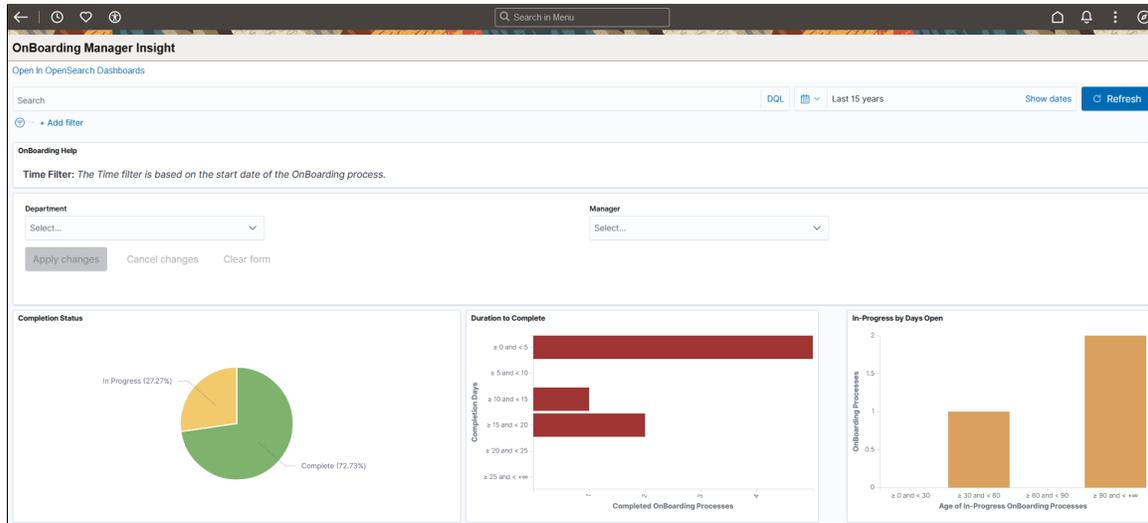 Search in Menu
OnBoarding Manager Insight
Open In OpenSearch Dashboards
Search
DQL
Last 15 years
Show dates
Refresh
+ Add filter
OnBoarding Help
Time Filter: The Time filter is based on the start date of the OnBoarding process.
Department
Manager
Select...
Select...
Apply changes
Cancel changes
Clear form
Completion Status
In Progress (27.27%)
Complete (72.73%)
Duration to Complete
Completion Days
≥ 0 and < 5
≥ 5 and < 10
≥ 10 and < 15
≥ 15 and < 20
≥ 20 and < 25
≥ 25 and < +∞
1
2
3
4
Completed OnBoarding Processes
In-Progress by Days Open
OnBoarding Processes
2
1.5
1
0.5
0
≥ 0 and < 30
≥ 30 and < 60
≥ 60 and < 90
≥ 90 and < +∞
Age of In-Progress OnBoarding Processes